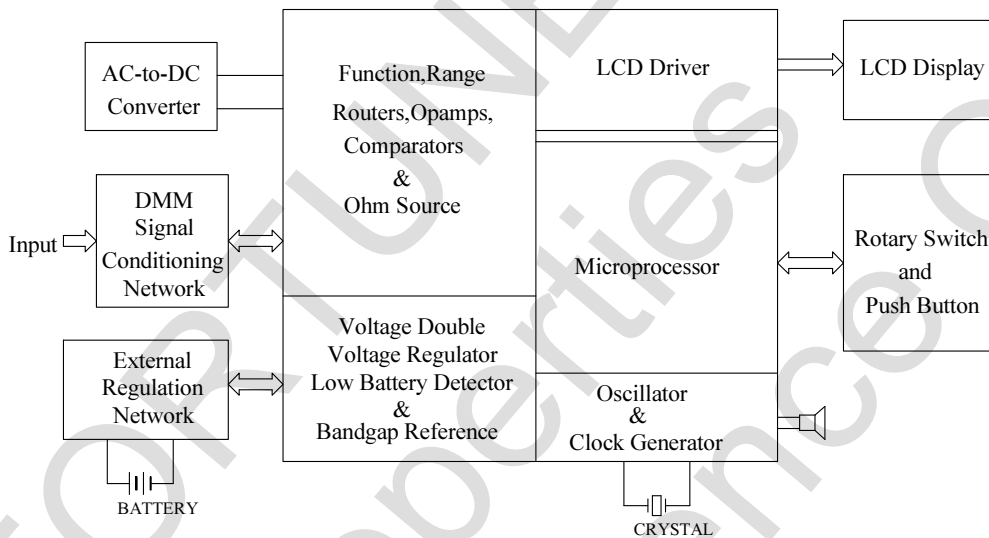 AC-to-DC
Converter
Function,Range
Routers,Opamps,
Comparators
&
Ohm Source
LCD Driver
LCD Display
Input
DMM
Signal
Conditioning
Network
Microprocessor
Rotary Switch
and
Push Button
External
Regulation
Network
Voltage Double
Voltage Regulator
Low Battery Detector
&
Bandgap Reference
Oscillator
&
Clock Generator
BATTERY
CRYSTAL
FORTUNE
Properties